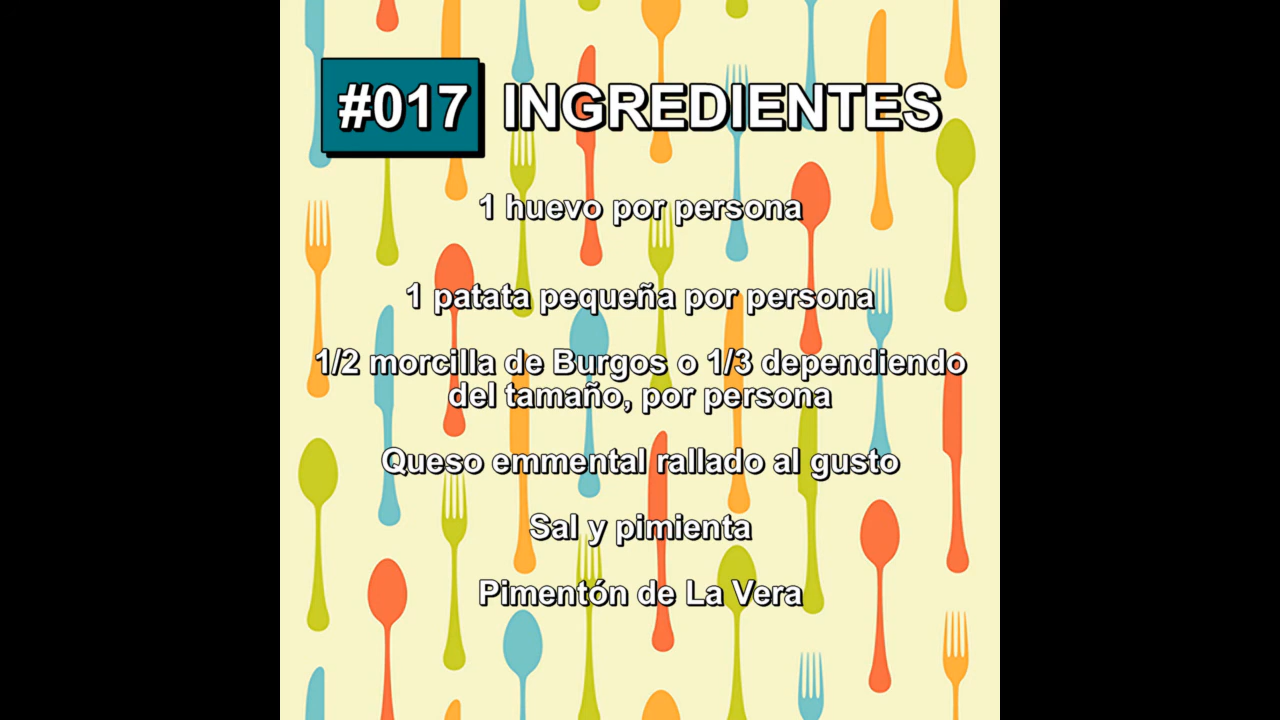 #017 INGREDIENTES
1 huevo por persona
1 patata pequeña por persona
1/2 morcilla de Burgos o 1/3 dependiendo
del tamaño, por persona
Queso emmental rallado al gusto
Sal y pimienta
Pimentón de La Vera